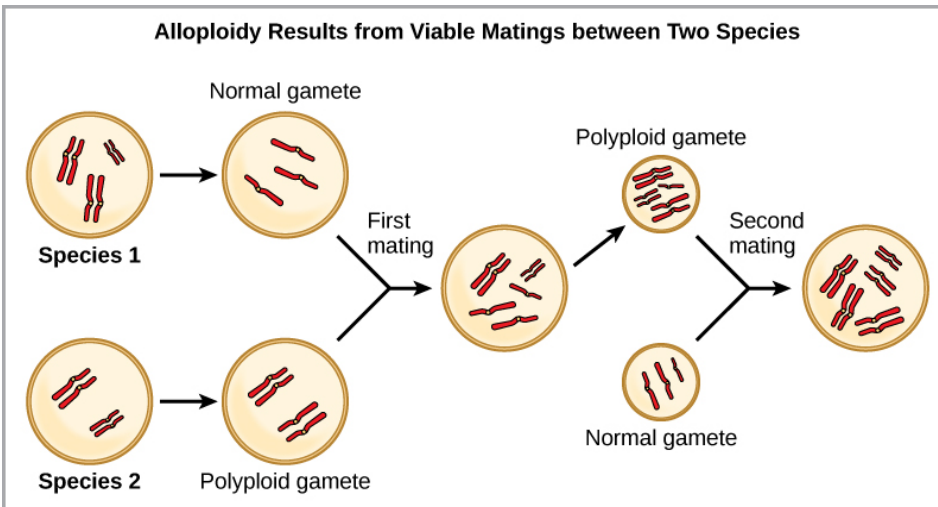 Alloploidy Results from Viable Matings between Two Species
Normal gamete
Species 1
First
mating
Polyploid gamete
Second
mating
Species 2
Polyploid gamete
Normal gamete